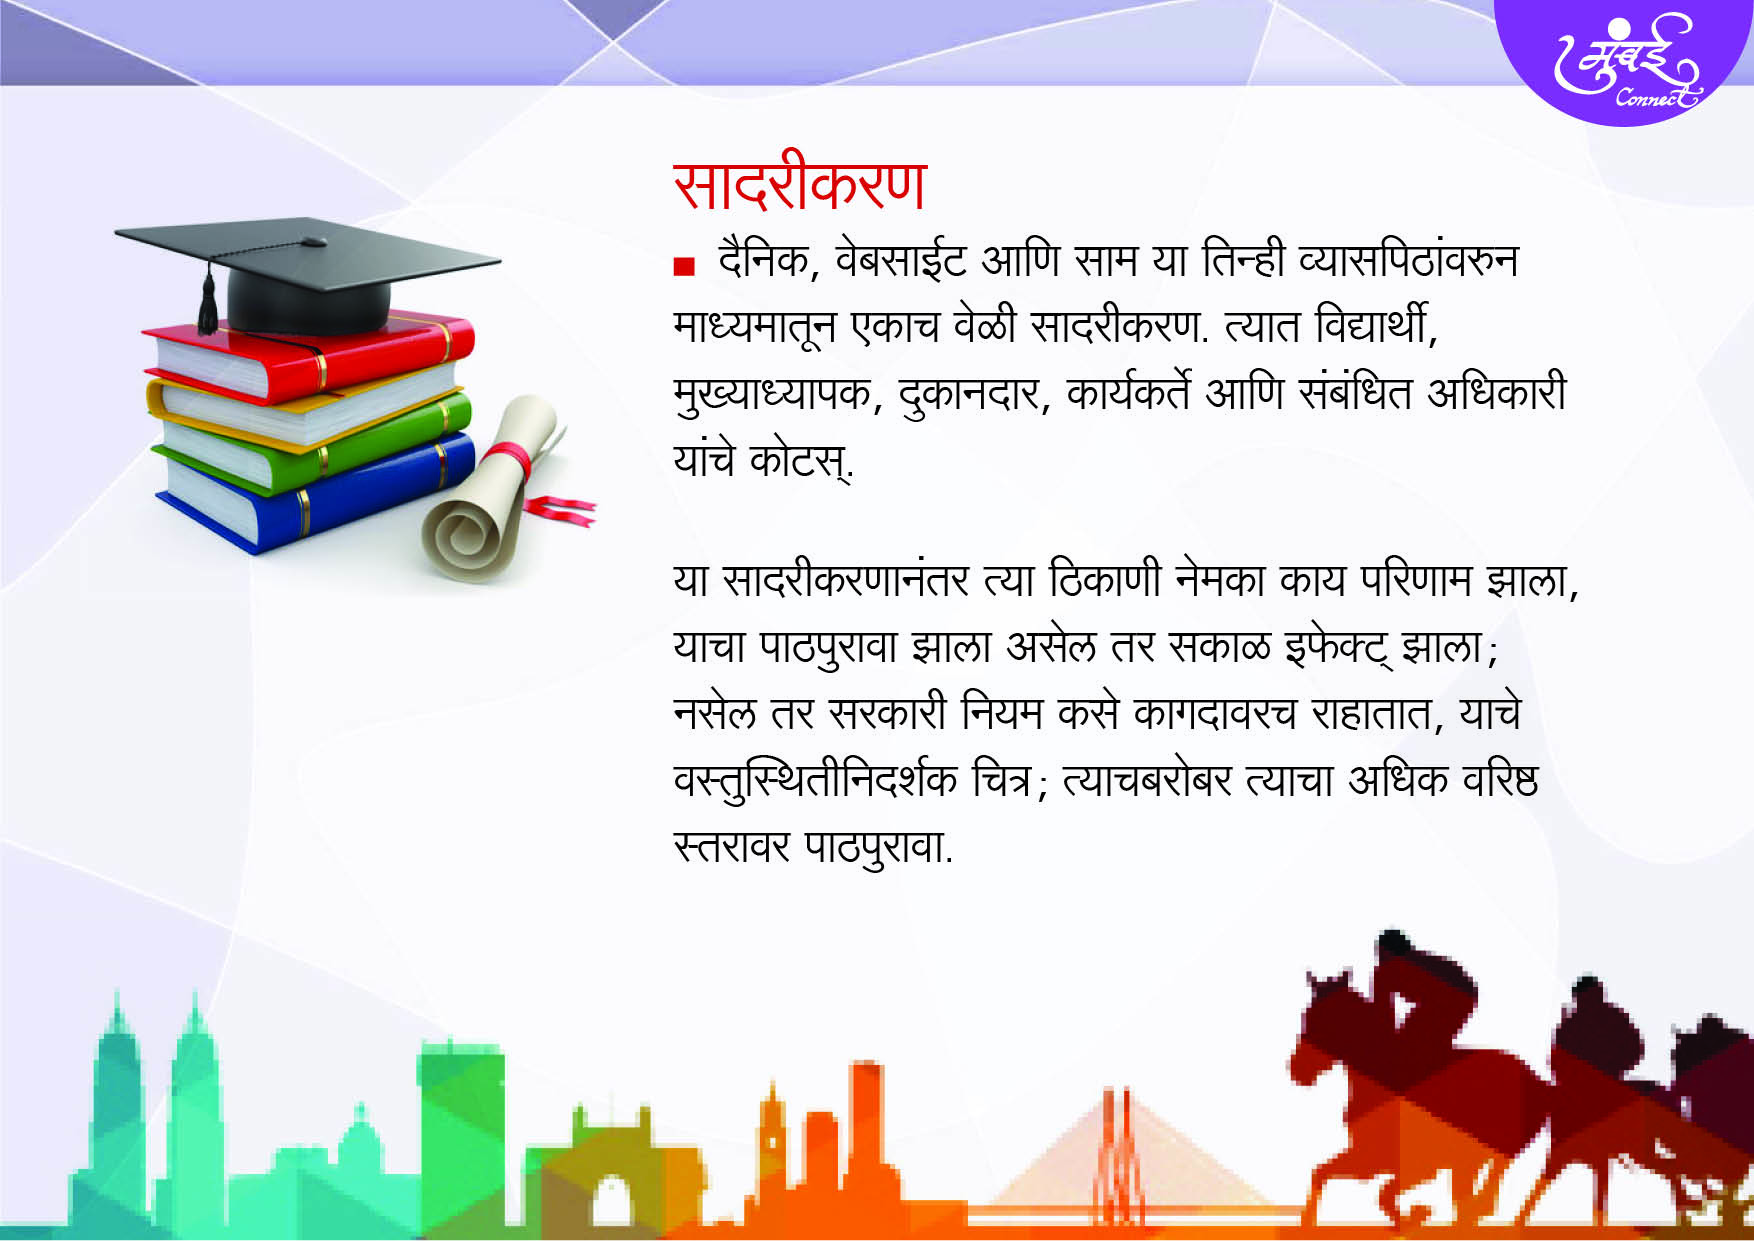 मुंबई
Connect
सादरीकरण
दैनिक, वेबसाईट आणि साम या तिन्ही व्यासपिठांवरुन
माध्यमातून एकाच वेळी सादरीकरण. त्यात विद्यार्थी,
मुख्याध्यापक, दुकानदार, कार्यकर्ते आणि संबंधित अधिकारी
यांचे कोटस्.
या सादरीकरणानंतर त्या ठिकाणी नेमका काय परिणाम झाला,
याचा पाठपुरावा झाला असेल तर सकाळ इफेक्ट् झाला;
नसेल तर सरकारी नियम कसे कागदावरच राहातात, याचे
वस्तुस्थितीनिदर्शक चित्र; त्याचबरोबर त्याचा अधिक वरिष्ठ
स्तरावर पाठपुरावा.